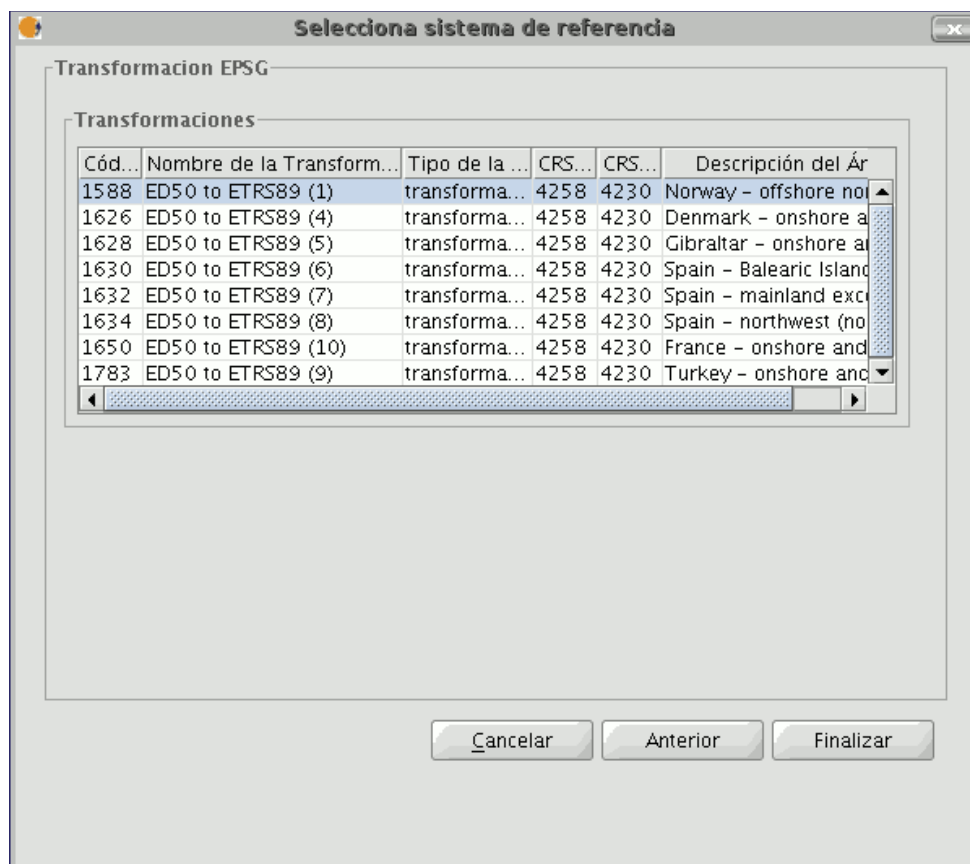 Selecciona sistema de referencia
Transformacion EPSG
Transformaciones
Cód... Nombre de la Transform... Tipo de la ... CRS... CRS... Descripción del Ár
1588 ED50 to ETRS89 (1) transforma... 4258 4230 Norway – offshore
1626 ED50 to ETRS89 (4) transforma... 4258 4230 Denmark – onshore a
1628 ED50 to ETRS89 (5) transforma... 4258 4230 Gibraltar – onshore
1630 ED50 to ETRS89 (6) transforma... 4258 4230 Spain – Balearic
1632 ED50 to ETRS89 (7) transforma... 4258 4230 Spain – mainland
1634 ED50 to ETRS89 (8) transforma... 4258 4230 Spain – northwest (no
1650 ED50 to ETRS89 (10) transforma... 4258 4230 France – onshore and
1783 ED50 to ETRS89 (9) transforma... 4258 4230 Turkey – onshore
Cancelar Anterior Finalizar